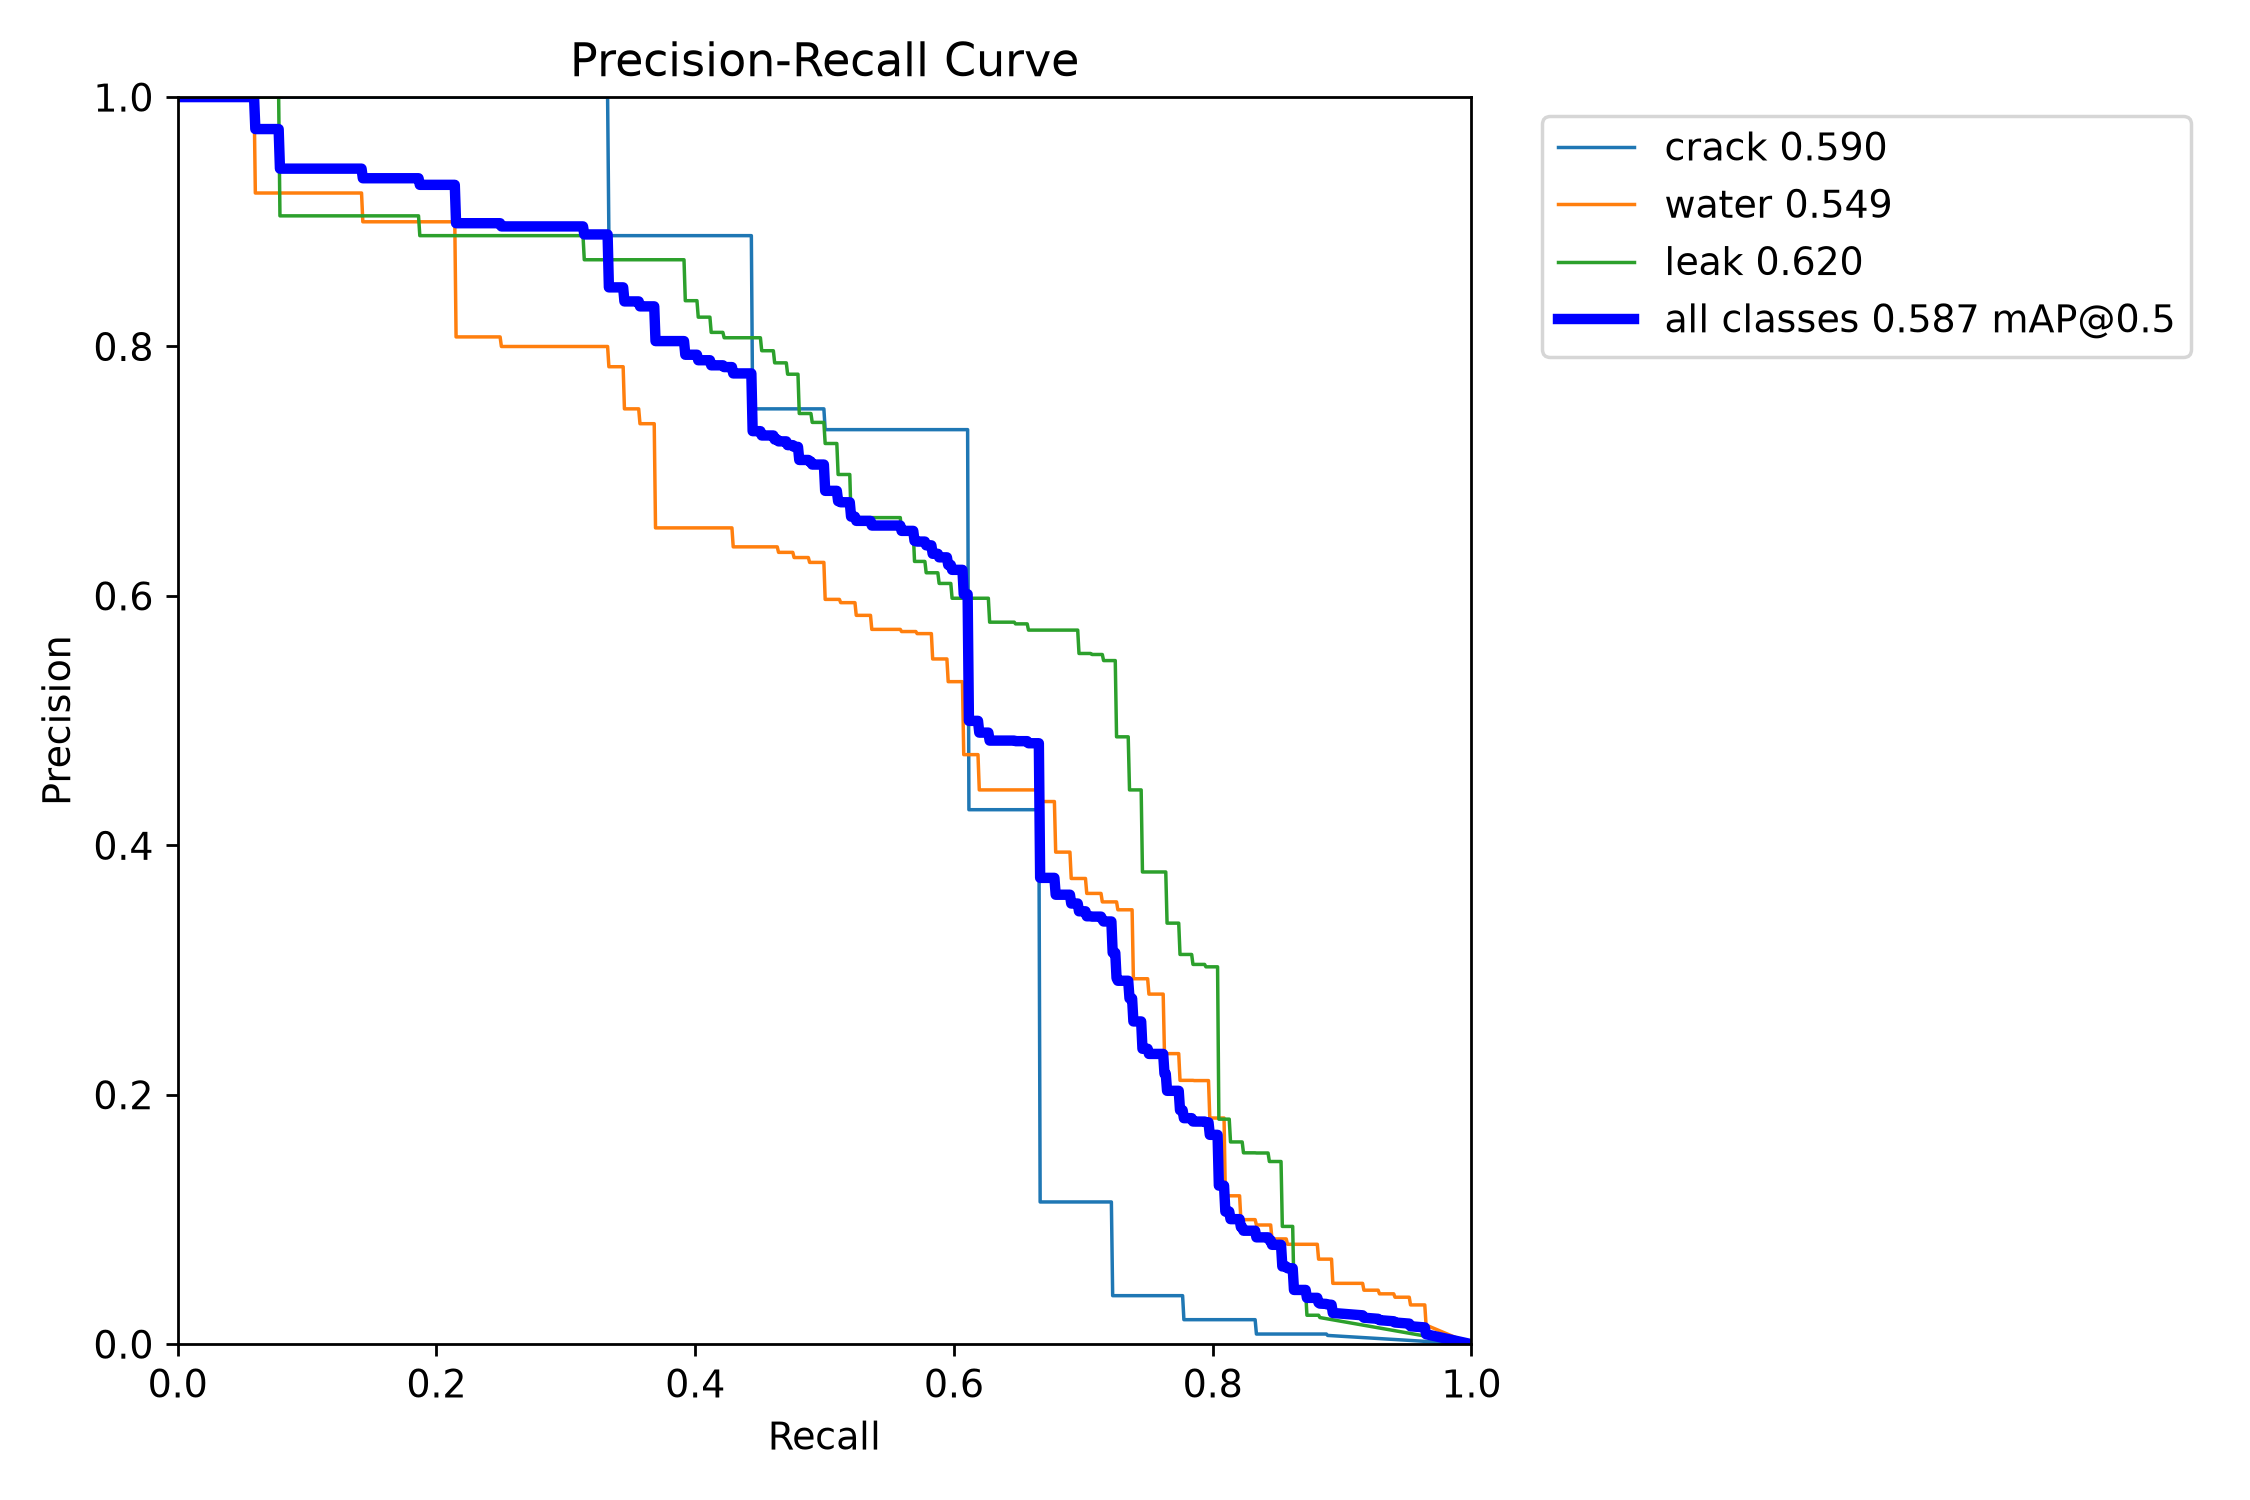 Precision-Recall Curve
1.0
0.8
0.6
0.4
0.2
0.0
Precision
0.0 0.2 0.4 0.6 0.8 1.0
Recall
crack 0.590
water 0.549
leak 0.620
all classes 0.587 mAP@0.5